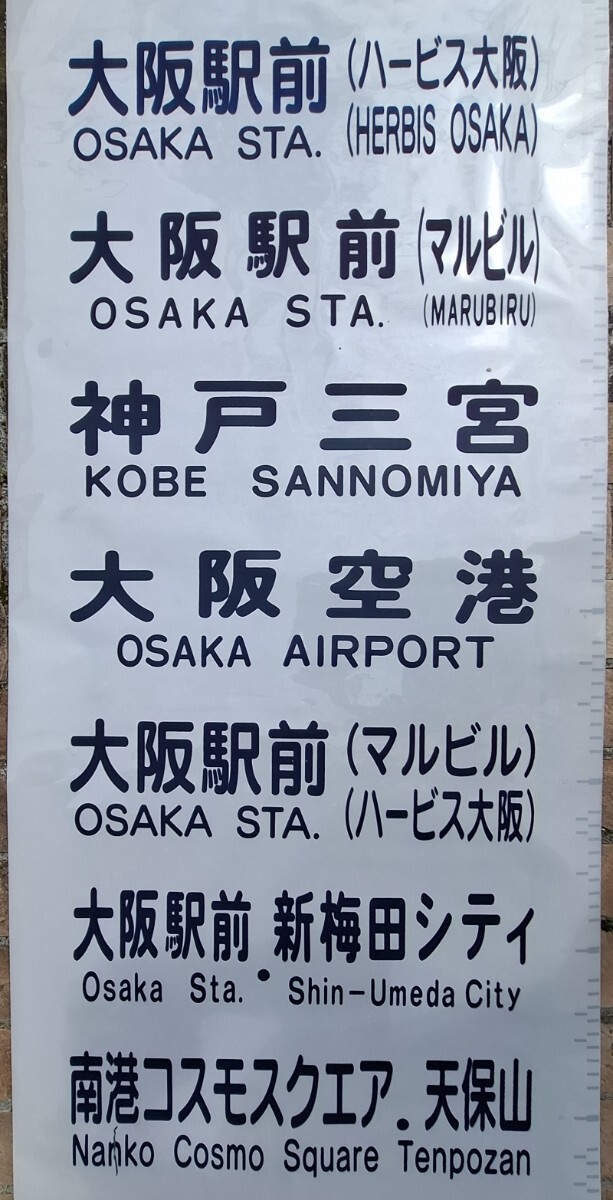 大阪駅前 (ハービス大阪)
OSAKA STA. (HERBIS OSAKA)
大阪駅前 (マルビル)
OSAKA STA. (MARUBIRU)
神戸三宮
KOBE SANNOMIYA
大阪空港
OSAKA AIRPORT
大阪駅前 (マルビル)
OSAKA STA. (ハービス大阪)
大阪駅前・新梅田シティ
Osaka Sta. Shin-Umeda City
南港コスモスクエア・天保山
Nanko Cosmo Square Tenpozan